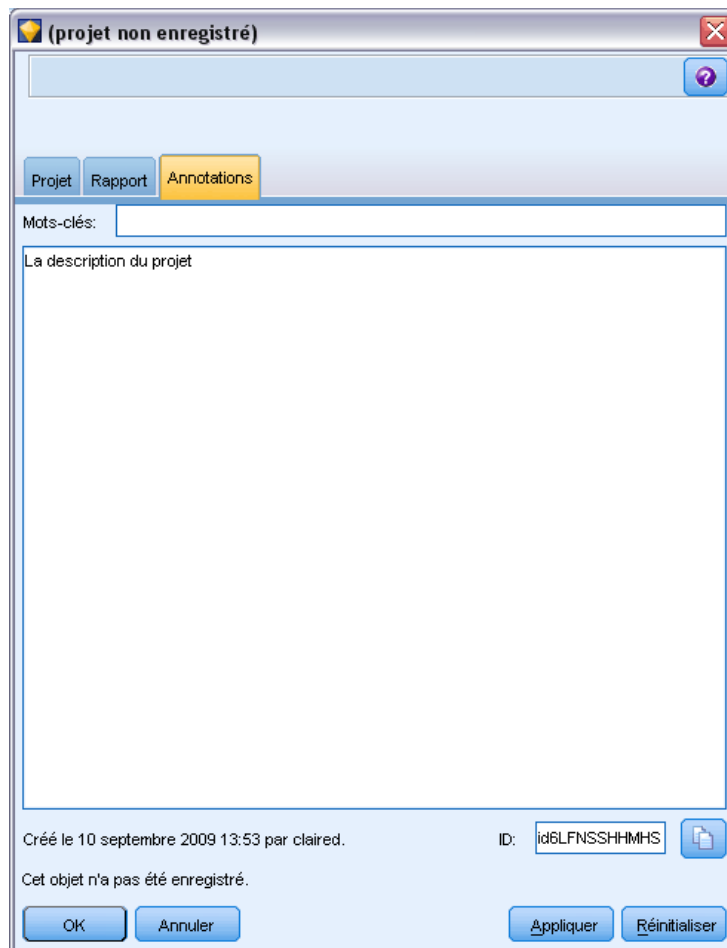 (projet non enregistré)
Projet Rapport Annotations
Mots-clés:
La description du projet
Créé le 10 septembre 2009 13:53 par claired. ID: id6LFNSSHHMHS
Cet objet n'a pas été enregistré.
OK Annuler Appliquer Réinitialiser